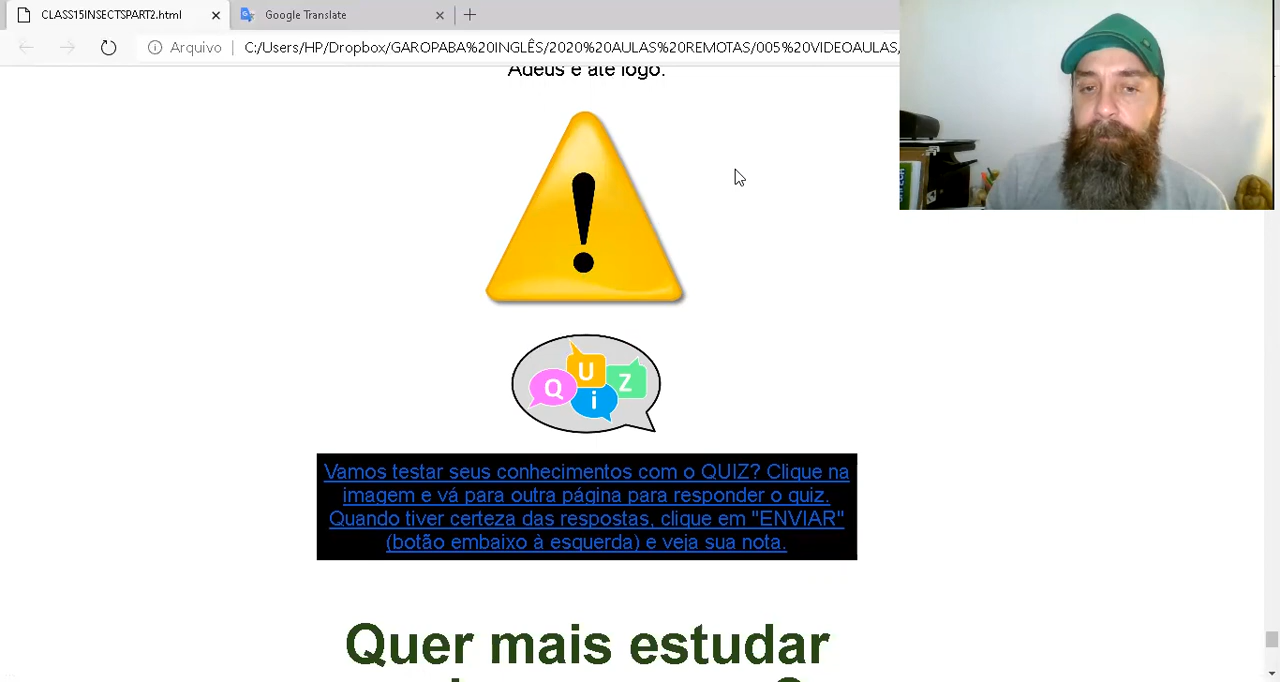 CLASS15INSECTSPART2.html
Google Translate
Arquivo
C:/Users/HP/Dropbox/GAROPABA%20INGLÊS/2020%20AULAS%20REMOTAS/005%20VIDEOAULAS/
Adeus e até logo.
!
Q U i Z
Vamos testar seus conhecimentos com o QUIZ? Clique na
imagem e vá para outra página para responder o quiz.
Quando tiver certeza das respostas, clique em "ENVIAR"
(botão embaixo à esquerda) e veja sua nota.
Quer mais estudar